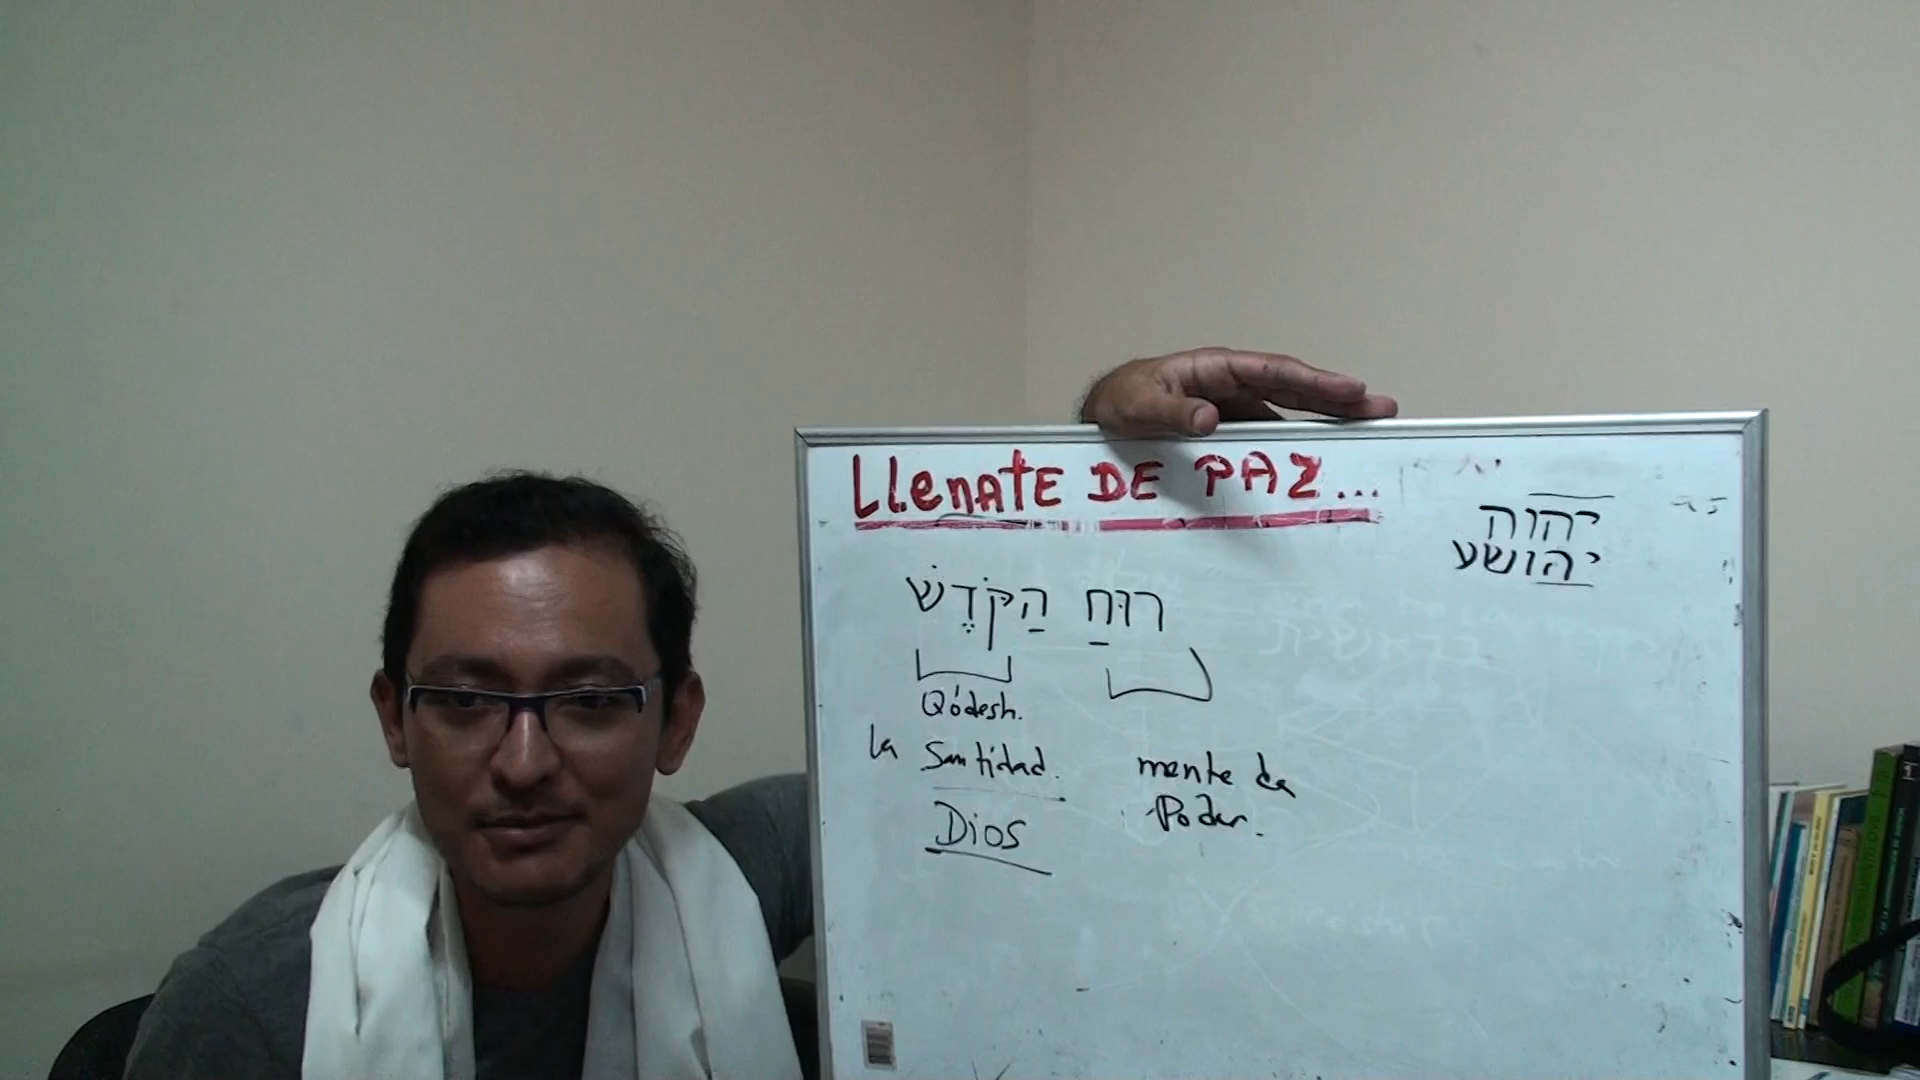 LLenATE DE PAZ...
יהוה
יהושע
רוּחַ הַקֹּדֶשׁ
Qódesh.
la Santidad.
mente de
Poder.
Dios